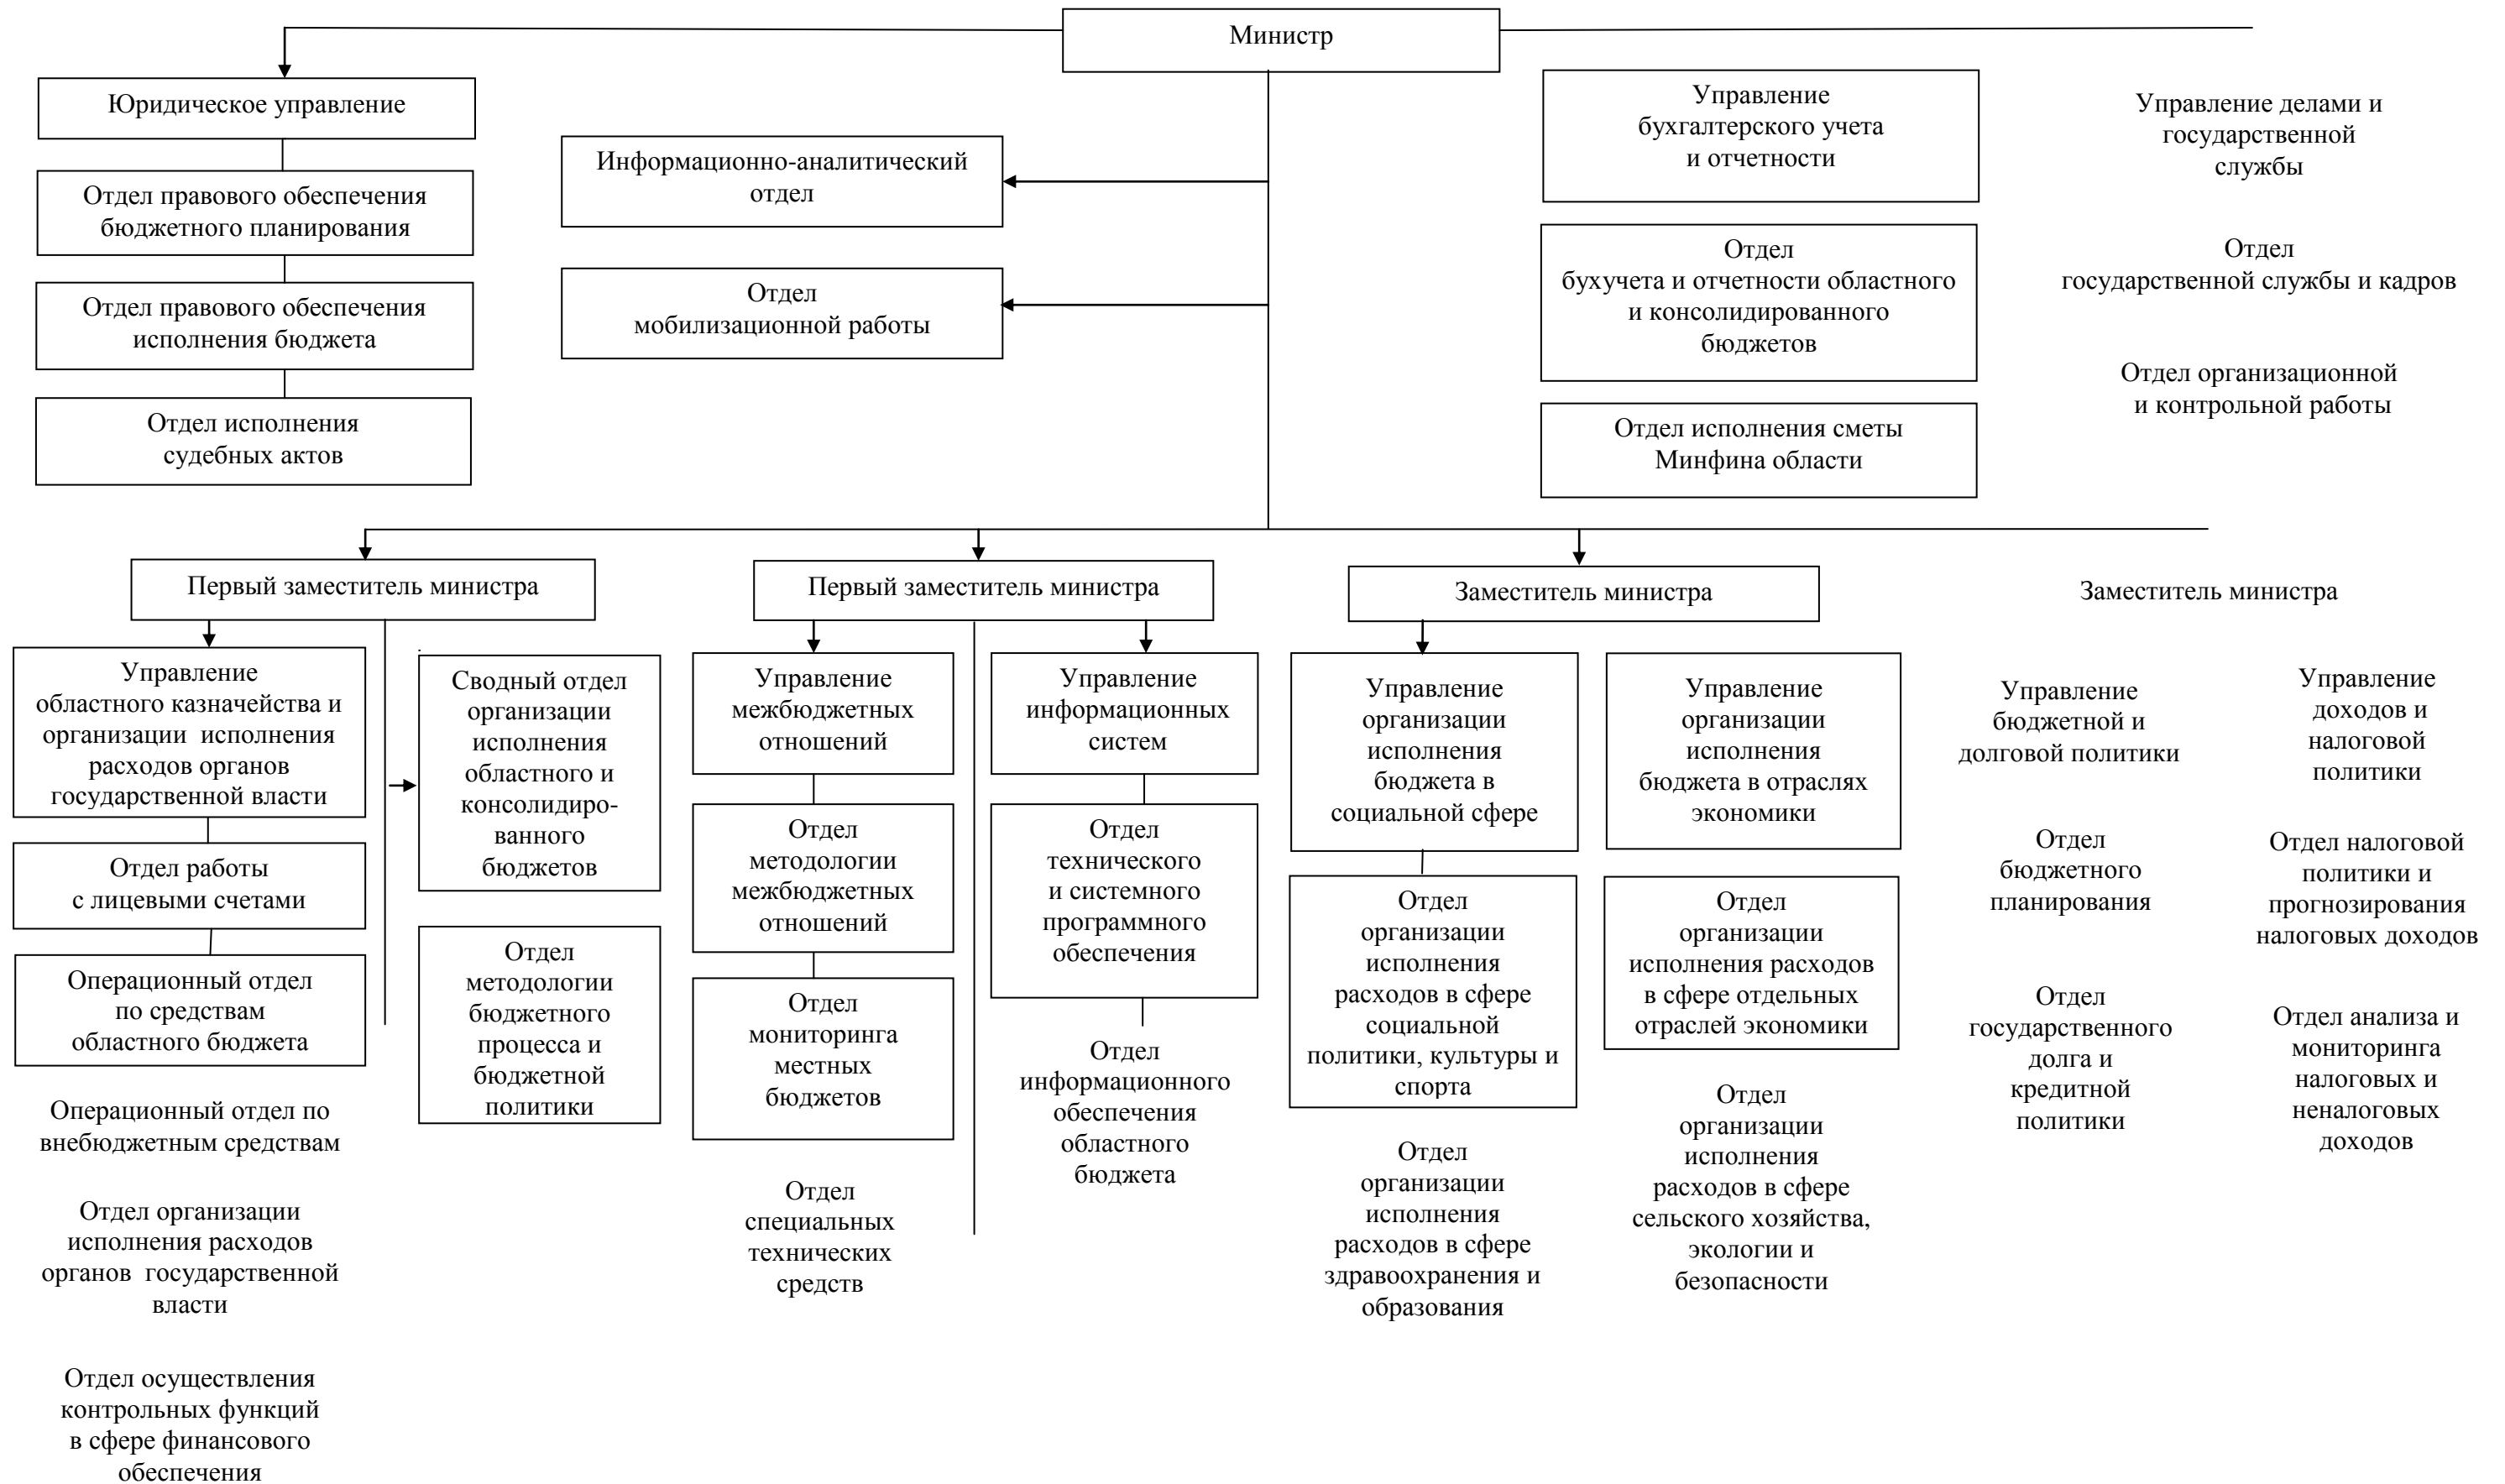 Министр
Юридическое управление
Отдел правового обеспечения
бюджетного планирования
Отдел правового обеспечения
исполнения бюджета
Отдел исполнения
судебных актов
Информационно-аналитический
отдел
Отдел
мобилизационной работы
Управление
бухгалтерского учета
и отчетности
Отдел
бухучета и отчетности областного
и консолидированного
бюджетов
Отдел исполнения сметы
Минфина области
Управление делами и
государственной
службы
Отдел
государственной службы и кадров
Отдел организационной
и контрольной работы
Первый заместитель министра
Управление
областного казначейства и
организации исполнения
расходов органов
государственной власти
Отдел работы
с лицевыми счетами
Операционный отдел
по средствам
областного бюджета
Операционный отдел по
внебюджетным средствам
Отдел организации
исполнения расходов
органов государственной
власти
Отдел осуществления
контрольных функций
в сфере финансового
обеспечения
Сводный отдел
организации
исполнения
областного и
консолидиро-
ванного
бюджетов
Отдел
методологии
бюджетного
процесса и
бюджетной
политики
Первый заместитель министра
Управление
межбюджетных
отношений
Отдел
методологии
межбюджетных
отношений
Отдел
мониторинга
местных
бюджетов
Отдел
специальных
технических
средств
Управление
информационных
систем
Отдел
технического
и системного
программного
обеспечения
Отдел
информационного
обеспечения
областного
бюджета
Заместитель министра
Управление
организации
исполнения
бюджета в
социальной сфере
Отдел
организации
исполнения
расходов в сфере
социальной
политики, культуры и
спорта
Отдел
организации
исполнения
расходов в сфере
здравоохранения и
образования
Управление
организации
исполнения
бюджета в отраслях
экономики
Отдел
организации
исполнения расходов
в сфере отдельных
отраслей экономики
Отдел
организации
исполнения
расходов в сфере
сельского хозяйства,
экологии и
безопасности
Заместитель министра
Управление
бюджетной и
долговой политики
Отдел
бюджетного
планирования
Отдел
государственного
долга и
кредитной
политики
Управление
доходов и
налоговой
политики
Отдел налоговой
политики и
прогнозирования
налоговых доходов
Отдел анализа и
мониторинга
налоговых и
неналоговых
доходов